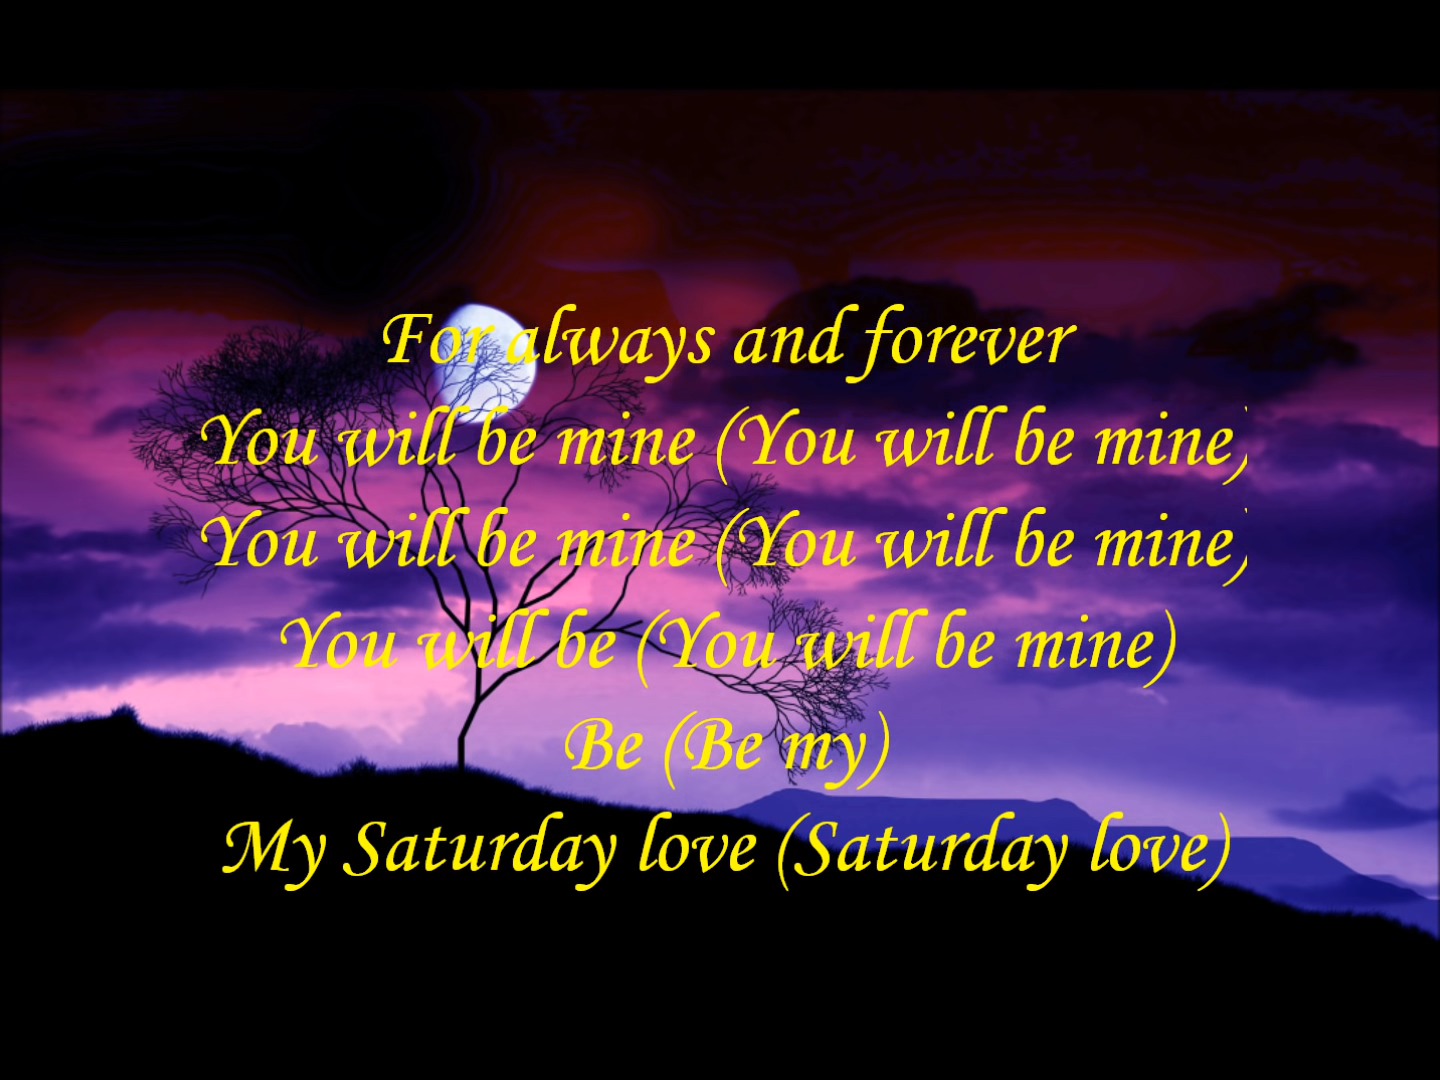 For always and forever
You will be mine (You will be mine)
You will be mine (You will be mine)
You will be (You will be mine)
Be (Be my)
My Saturday love (Saturday love)